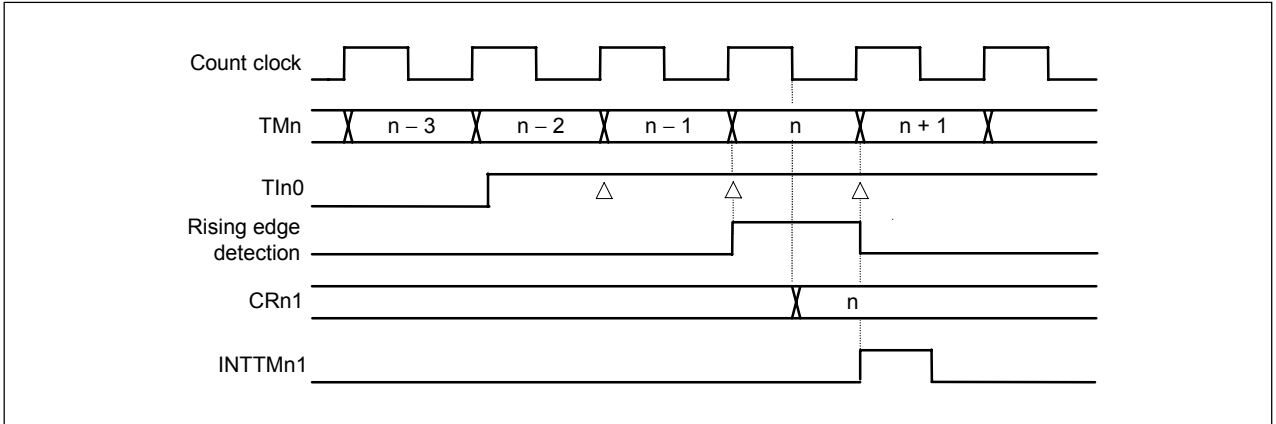 Count clock
TMn n – 3 n – 2 n – 1 n n + 1
TIn0
Rising edge
detection
CRn1 n
INTTMn1